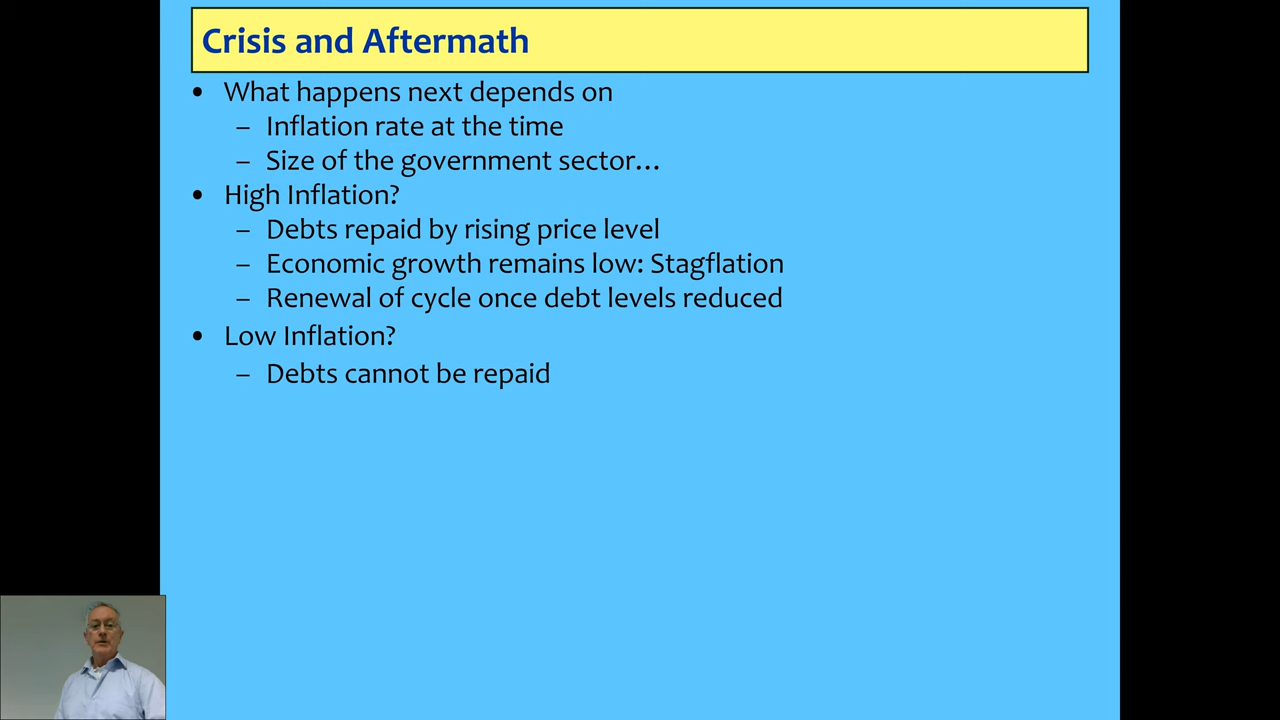 Crisis and Aftermath
• What happens next depends on
– Inflation rate at the time
– Size of the government sector…
• High Inflation?
– Debts repaid by rising price level
– Economic growth remains low: Stagflation
– Renewal of cycle once debt levels reduced
• Low Inflation?
– Debts cannot be repaid